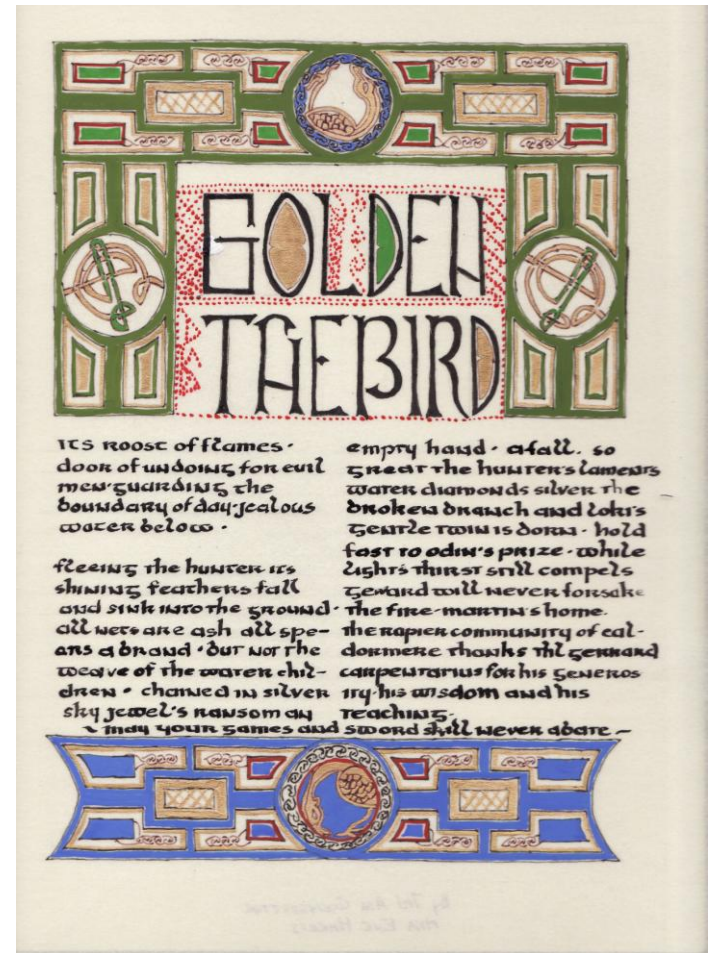 GOLDEN
THEBIRD
its roost of flames·
door of undoing for evil
men·guarding the
boundary of day·jealous
water below·
fleeing the hunter its
shining feathers fall
and sink into the ground·
all nets are ash all spe-
ars a brand·but not the
weave of the water chil-
dren· chained in silver
sky jewel's ransom an
empty hand· a fall. so
great the hunter's laments
water diamonds silver the
broken branch and loki's
gentle twin is born· hold
fast to odin's prize·while
light's thirst still compels
gerrard will never forsake
the fire-martin's home.
the rapier community of eal-
dormere thanks thl gerrard
carpentarius for his generos
ity·his wisdom and his
teaching·
~ may your games and sword skill never abate ~